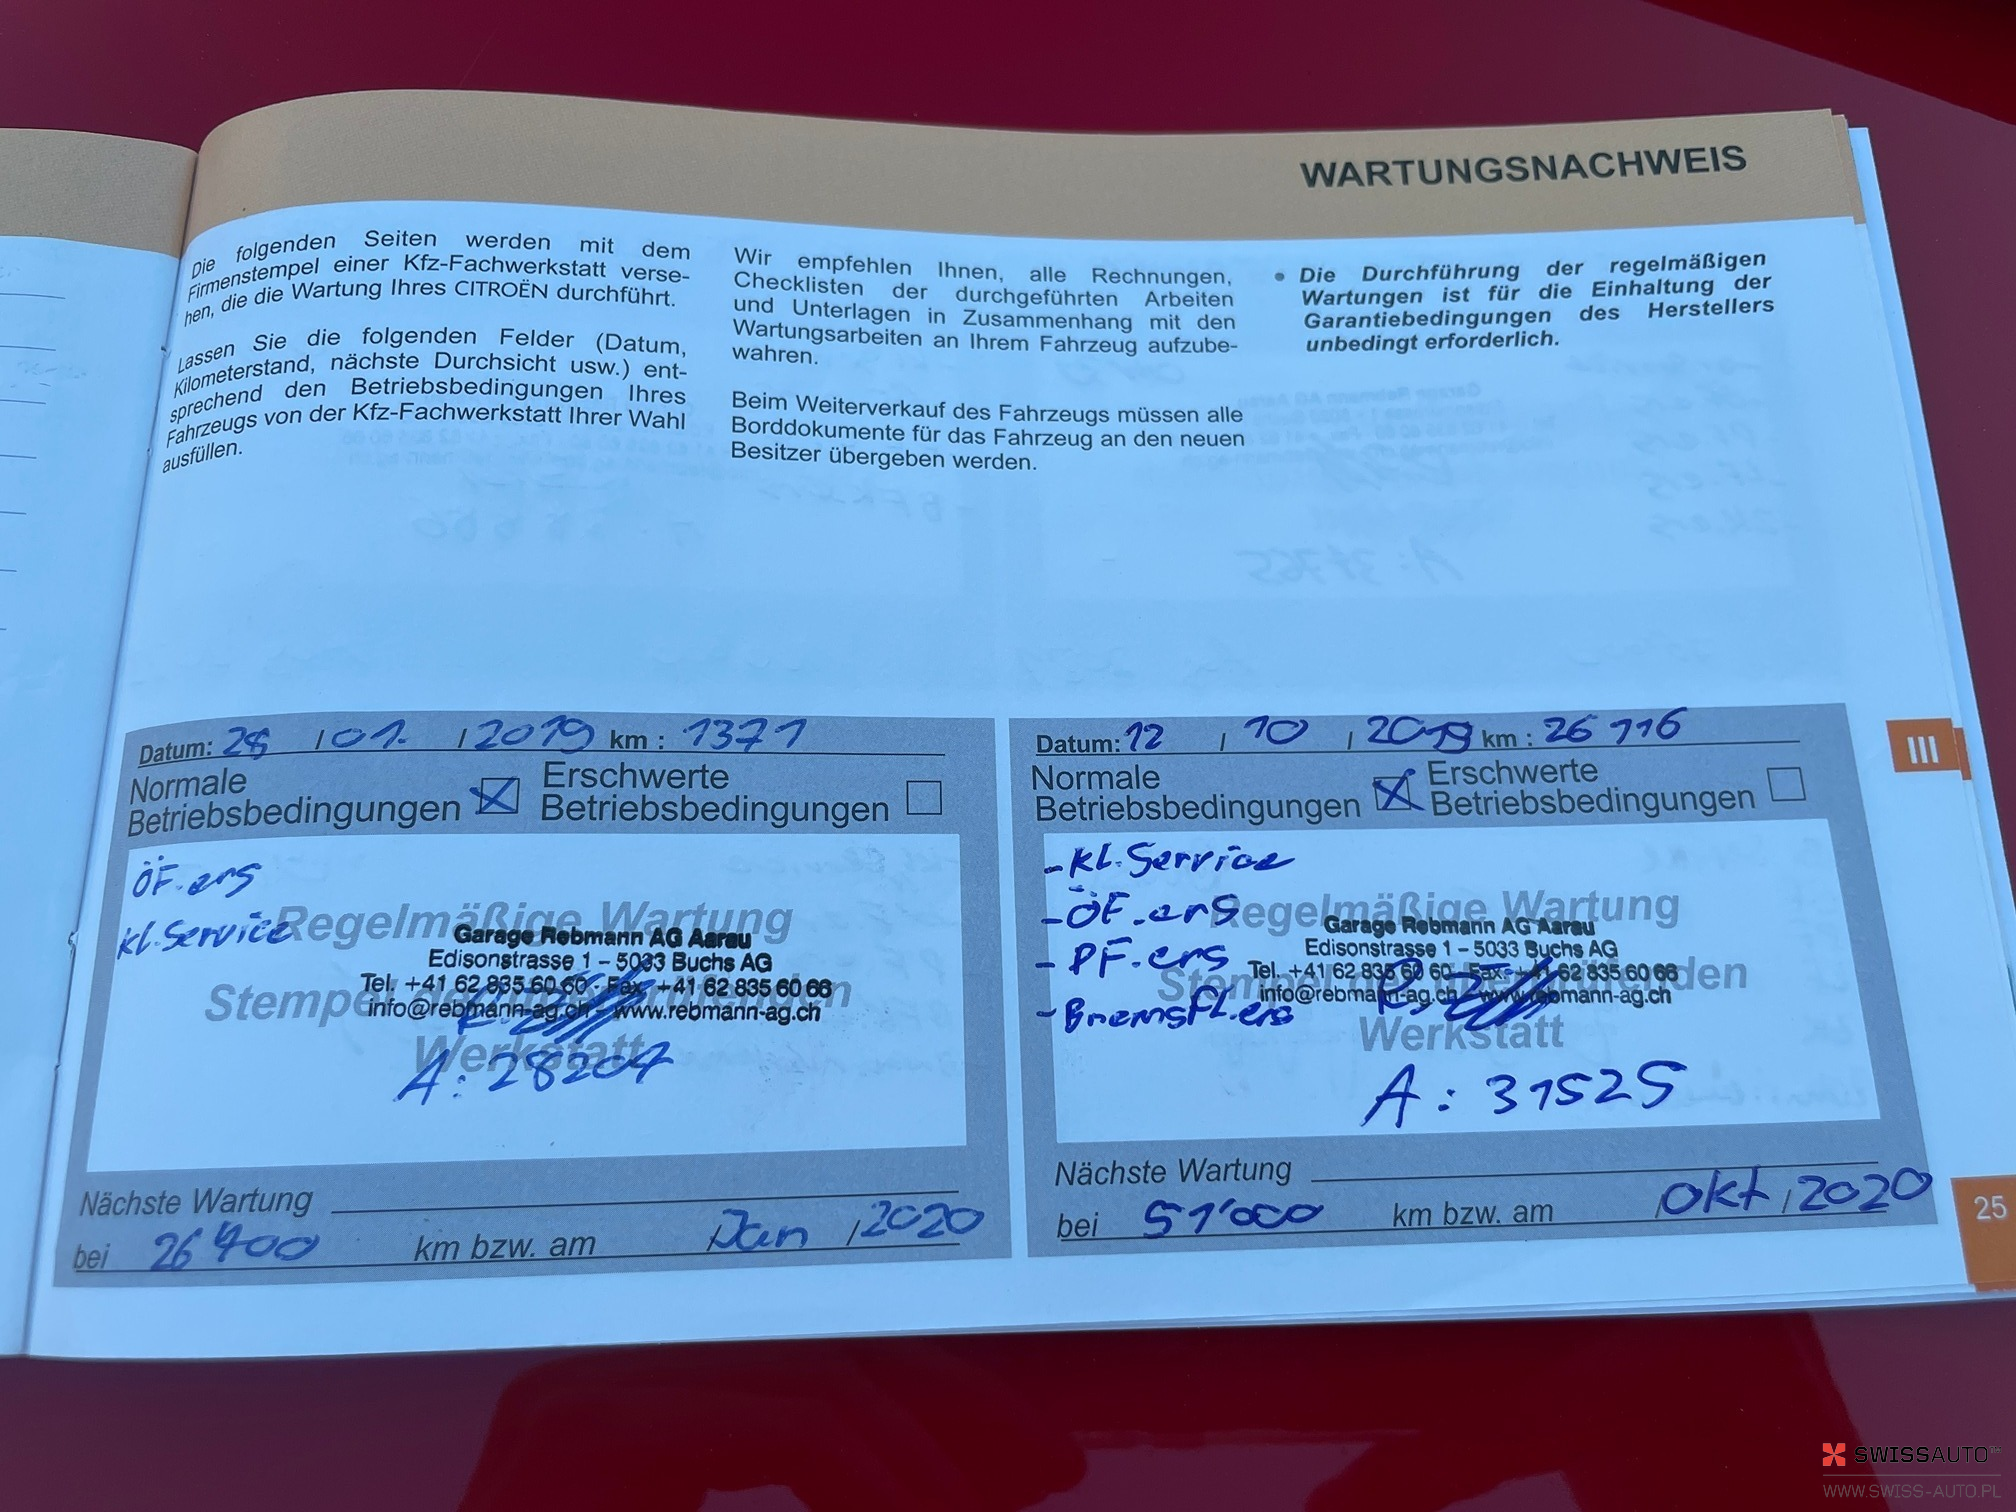 WARTUNGSNACHWEIS
Die folgenden Seiten werden mit dem
Firmenstempel einer Kfz-Fachwerkstatt verse-
hen, die die Wartung Ihres CITROËN durchführt.
Lassen Sie die folgenden Felder (Datum,
Kilometerstand, nächste Durchsicht usw.) ent-
sprechend den Betriebsbedingungen Ihres
Fahrzeugs von der Kfz-Fachwerkstatt Ihrer Wahl
ausfüllen.
Wir empfehlen Ihnen, alle Rechnungen,
Checklisten der durchgeführten Arbeiten
und Unterlagen in Zusammenhang mit den
Wartungsarbeiten an Ihrem Fahrzeug aufzube-
wahren.
Beim Weiterverkauf des Fahrzeugs müssen alle
Borddokumente für das Fahrzeug an den neuen
Besitzer übergeben werden.
• Die Durchführung der regelmäßigen
Wartungen ist für die Einhaltung der
Garantiebedingungen des Herstellers
unbedingt erforderlich.
Datum: 28 / 01. / 2019 km : 1371
Normale
Betriebsbedingungen
Erschwerte
Betriebsbedingungen
ÖF.ers
kl.Service
Regelmäßige Wartung
Garage Rebmann AG Aarau
Edisonstrasse 1 – 5033 Buchs AG
Tel. +41 62 835 60 60 - Fax +41 62 835 60 66
info@rebmann-ag.ch - www.rebmann-ag.ch
Werkstatt
A: 28204
Nächste Wartung
bei 26'400 km bzw. am Jan / 2020
Datum: 12 / 10 / 2019 km : 26 116
Normale
Betriebsbedingungen
Erschwerte
Betriebsbedingungen
- kl.Service
- ÖF.ers
- PF.ers
- Bremsfl.ers
Regelmäßige Wartung
Garage Rebmann AG Aarau
Edisonstrasse 1 – 5033 Buchs AG
Tel. +41 62 835 60 60 - Fax +41 62 835 60 66
info@rebmann-ag.ch - www.rebmann-ag.ch
Werkstatt
A: 31525
Nächste Wartung
bei 51'000 km bzw. am / Okt / 2020
III
25
SWISSAUTO
WWW.SWISS-AUTO.PL